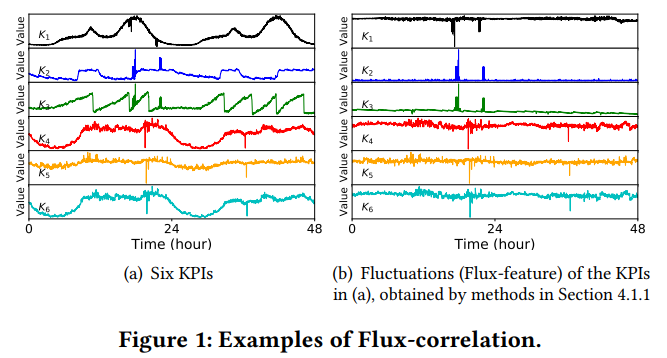 Value
K1
Value
K2
Value
K3
Value
K4
Value
K5
Value
K6
0
24
48
Time (hour)
(a) Six KPIs
Value
K1
Value
K2
Value
K3
Value
K4
Value
K5
Value
K6
0
24
48
Time (hour)
(b) Fluctuations (Flux-feature) of the KPIs
in (a), obtained by methods in Section 4.1.1
Figure 1: Examples of Flux-correlation.